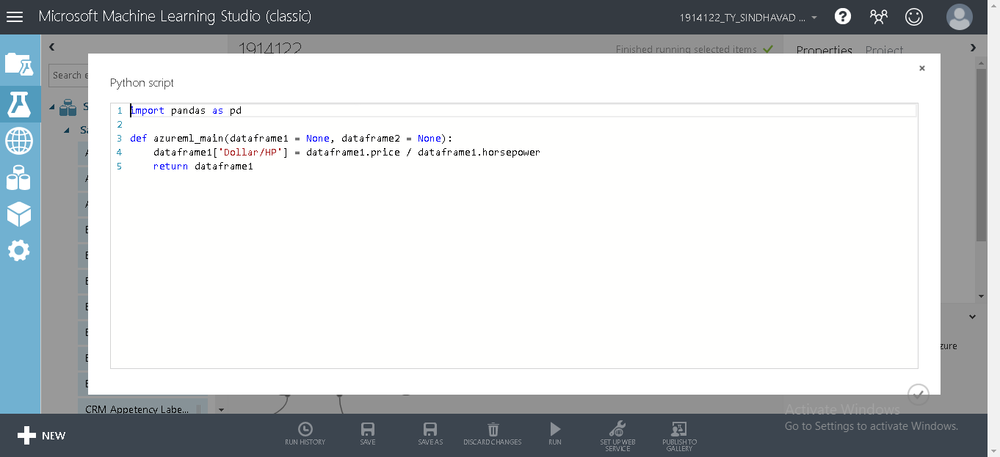 Microsoft Machine Learning Studio (classic)
1914122_TY_SINDHAVAD ...
1914122
Finished running selected items
Properties Project
Search e
Python script
1 import pandas as pd
2
3 def azureml_main(dataframe1 = None, dataframe2 = None):
4     dataframe1['Dollar/HP'] = dataframe1.price / dataframe1.horsepower
5     return dataframe1
zure
CRM Appetency Labe...
Activate Windows
Go to Settings to activate Windows.
NEW
RUN HISTORY
SAVE
SAVE AS
DISCARD CHANGES
RUN
SET UP WEB
SERVICE
PUBLISH TO
GALLERY